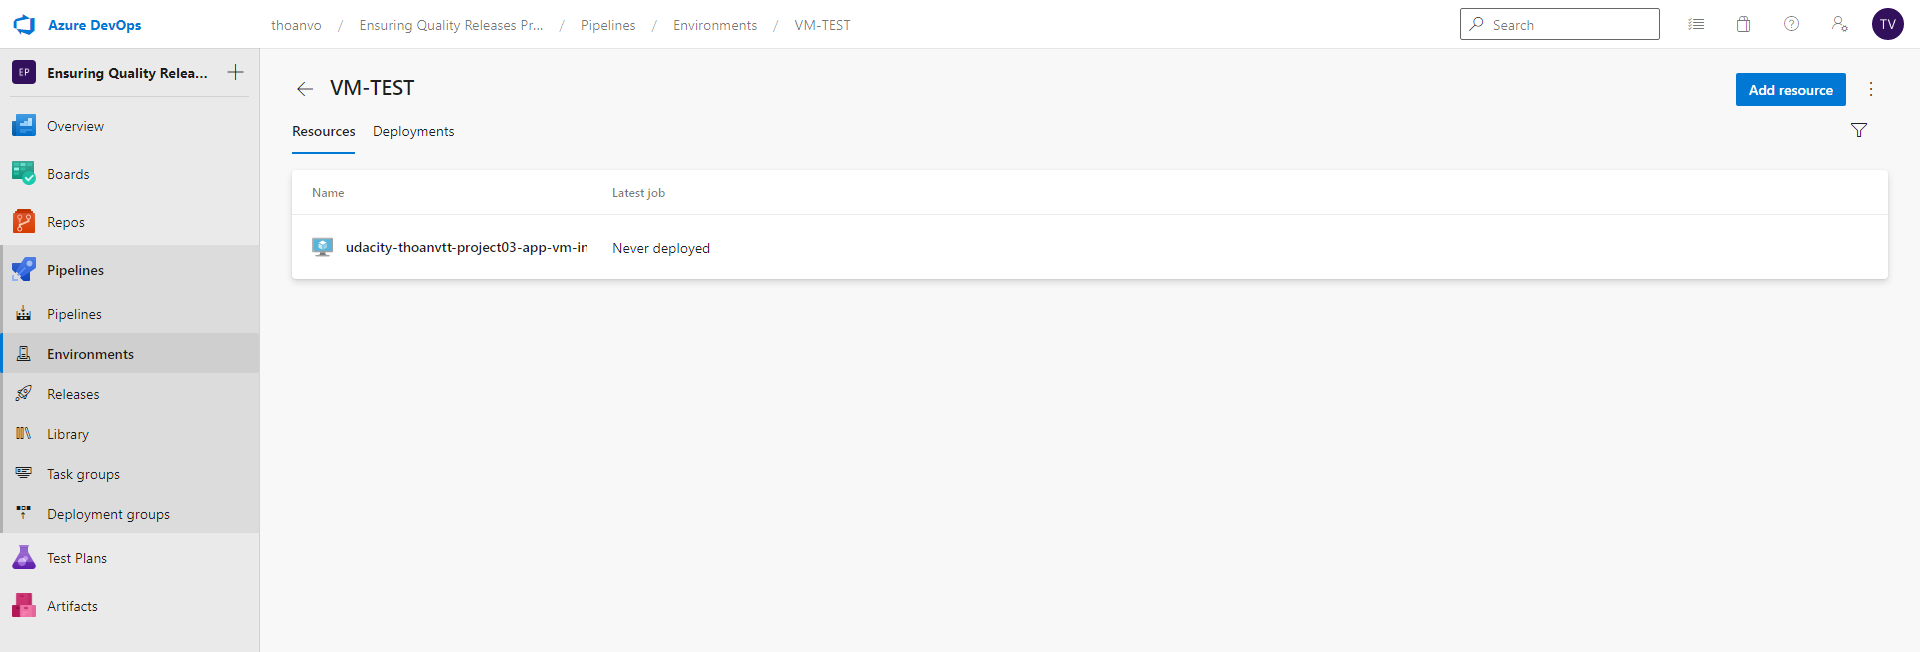 Azure DevOps
thoanvo / Ensuring Quality Releases Pr... / Pipelines / Environments / VM-TEST
Search
TV
EP
Ensuring Quality Relea...
Overview
Boards
Repos
Pipelines
Pipelines
Environments
Releases
Library
Task groups
Deployment groups
Test Plans
Artifacts
VM-TEST
Add resource
Resources Deployments
Name Latest job
udacity-thoanvtt-project03-app-vm-in Never deployed